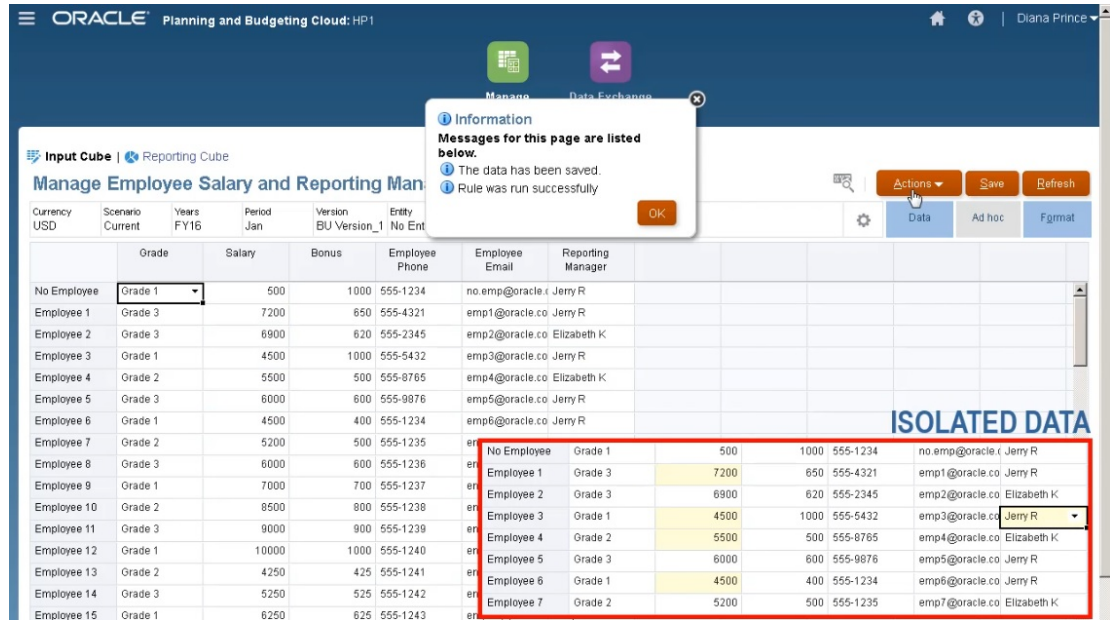 ORACLE® Planning and Budgeting Cloud: HP1 Diana Prince
Manage Data Exchange
Information
Messages for this page are listed below.
The data has been saved.
Rule was run successfully
OK
Input Cube | Reporting Cube
Manage Employee Salary and Reporting Man
Actions Save Refresh
Currency Scenario Years Period Version Entity
USD Current FY16 Jan BU Version_1 No Ent
Data Ad hoc Format
Grade Salary Bonus Employee Phone Employee Email Reporting Manager
No Employee Grade 1 500 1000 555-1234 no.emp@oracle.c Jerry R
Employee 1 Grade 3 7200 650 555-4321 emp1@oracle.co Jerry R
Employee 2 Grade 3 6900 620 555-2345 emp2@oracle.co Elizabeth K
Employee 3 Grade 1 4500 1000 555-5432 emp3@oracle.co Jerry R
Employee 4 Grade 2 5500 500 555-8765 emp4@oracle.co Elizabeth K
Employee 5 Grade 3 6000 600 555-9876 emp5@oracle.co Jerry R
Employee 6 Grade 1 4500 400 555-1234 emp6@oracle.co Jerry R
Employee 7 Grade 2 5200 500 555-1235
Employee 8 Grade 3 6000 600 555-1236
Employee 9 Grade 1 7000 700 555-1237
Employee 10 Grade 2 8500 800 555-1238
Employee 11 Grade 3 9000 900 555-1239
Employee 12 Grade 1 10000 1000 555-1240
Employee 13 Grade 2 4250 425 555-1241
Employee 14 Grade 3 5250 525 555-1242
Employee 15 Grade 1 6250 625 555-1243
ISOLATED DATA
No Employee Grade 1 500 1000 555-1234 no.emp@oracle.c Jerry R
Employee 1 Grade 3 7200 650 555-4321 emp1@oracle.co Jerry R
Employee 2 Grade 3 6900 620 555-2345 emp2@oracle.co Elizabeth K
Employee 3 Grade 1 4500 1000 555-5432 emp3@oracle.co Jerry R
Employee 4 Grade 2 5500 500 555-8765 emp4@oracle.co Elizabeth K
Employee 5 Grade 3 6000 600 555-9876 emp5@oracle.co Jerry R
Employee 6 Grade 1 4500 400 555-1234 emp6@oracle.co Jerry R
Employee 7 Grade 2 5200 500 555-1235 emp7@oracle.co Elizabeth K